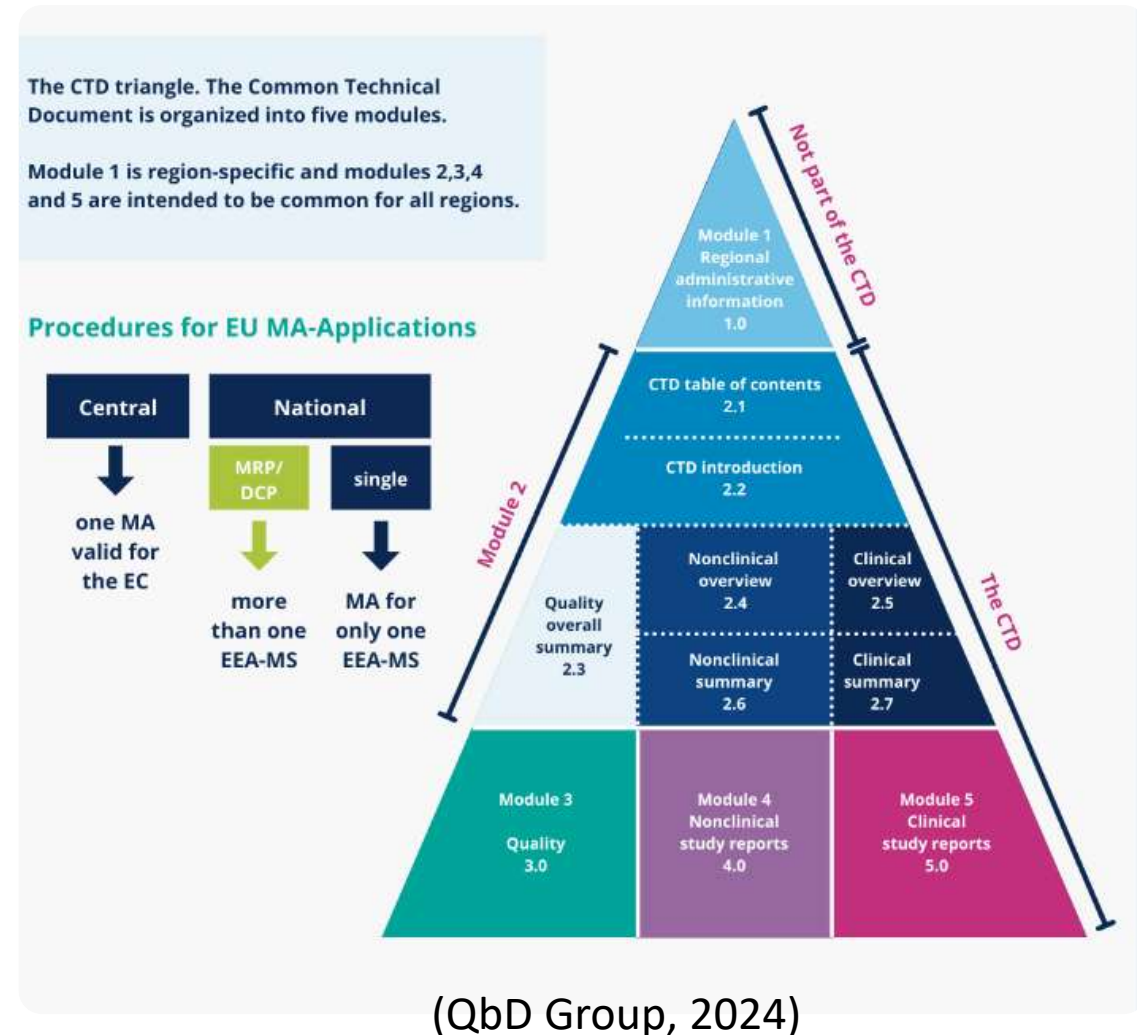 The CTD triangle. The Common Technical
Document is organized into five modules.
Module 1 is region-specific and modules 2,3,4
and 5 are intended to be common for all regions.
Procedures for EU MA-Applications
Central
National
MRP/
DCP
single
one MA
valid for
the EC
more
than one
EEA-MS
MA for
only one
EEA-MS
Module 1
Regional
administrative
information
1.0
Not part of the CTD
CTD table of contents
2.1
CTD introduction
2.2
Module 2
Quality
overall
summary
2.3
Nonclinical
overview
2.4
Clinical
overview
2.5
Nonclinical
summary
2.6
Clinical
summary
2.7
The CTD
Module 3
Quality
3.0
Module 4
Nonclinical
study reports
4.0
Module 5
Clinical
study reports
5.0
(QbD Group, 2024)